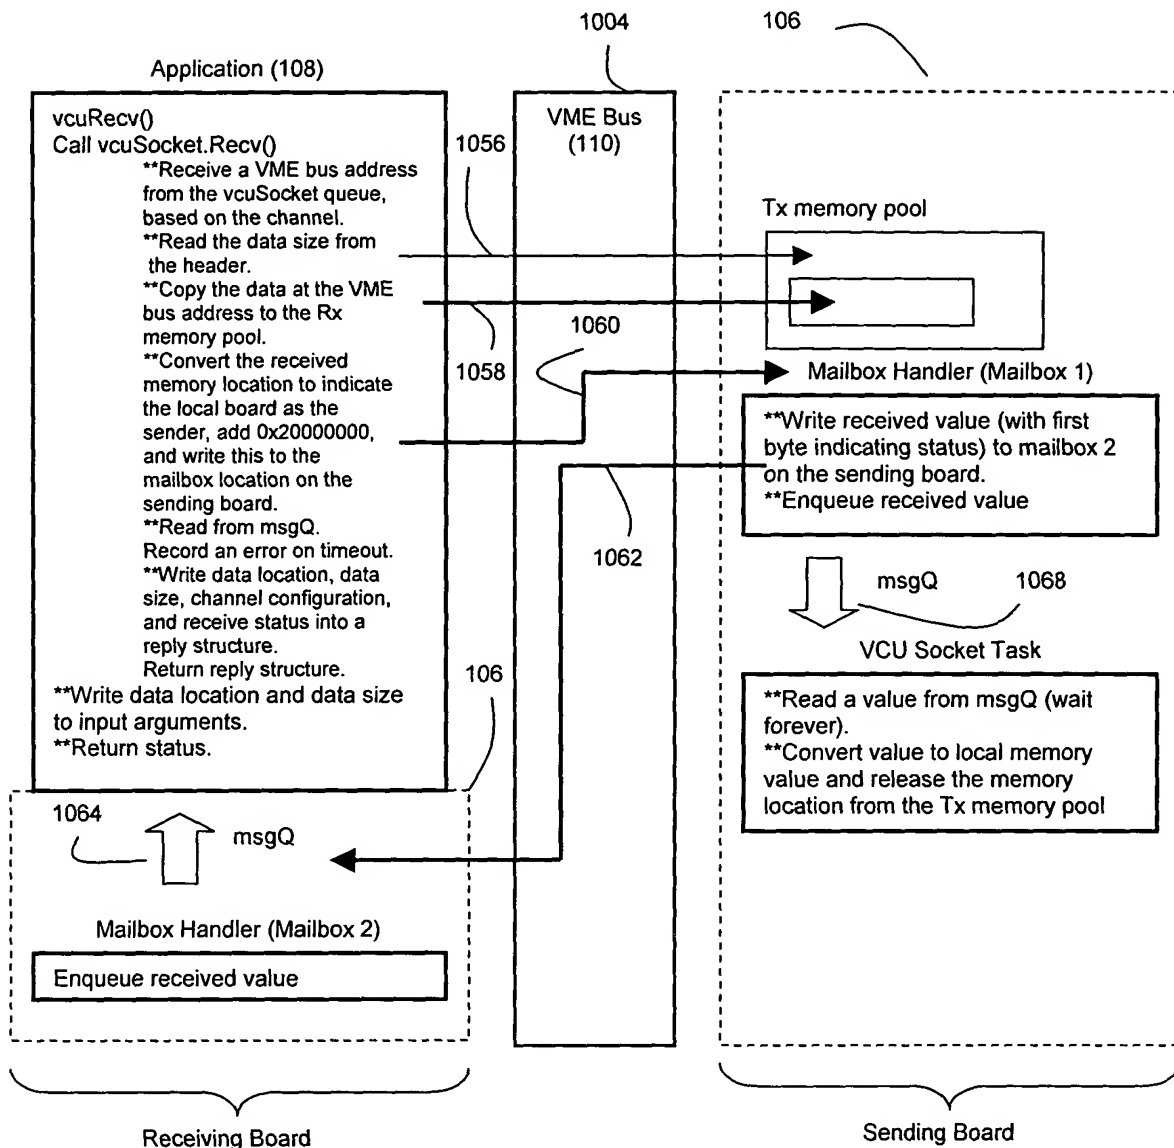 1004
106
Application (108)
vcuRecv()
Call vcuSocket.Recv()
**Receive a VME bus address
from the vcuSocket queue,
based on the channel.
**Read the data size from
the header.
**Copy the data at the VME
bus address to the Rx
memory pool.
**Convert the received
memory location to indicate
the local board as the
sender, add 0x20000000,
and write this to the
mailbox location on the
sending board.
**Read from msgQ.
Record an error on timeout.
**Write data location, data
size, channel configuration,
and receive status into a
reply structure.
Return reply structure.
**Write data location and data size
to input arguments.
**Return status.
1056
VME Bus
(110)
1058
1060
1062
Tx memory pool
Mailbox Handler (Mailbox 1)
**Write received value (with first
byte indicating status) to mailbox 2
on the sending board.
**Enqueue received value
msgQ
1068
VCU Socket Task
**Read a value from msgQ (wait
forever).
**Convert value to local memory
value and release the memory
location from the Tx memory pool
106
1064
msgQ
Mailbox Handler (Mailbox 2)
Enqueue received value
Receiving Board
Sending Board